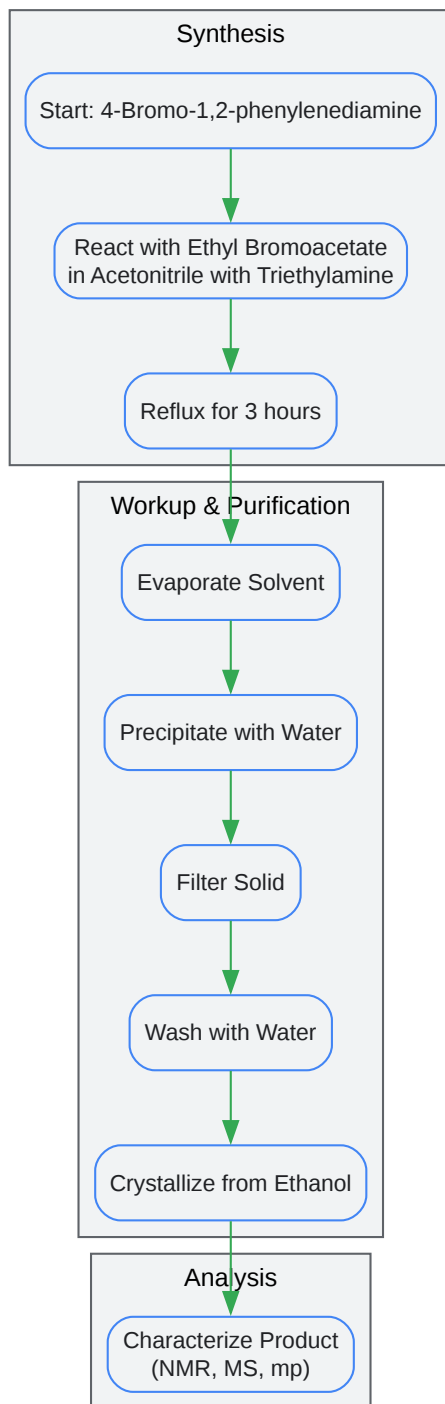 Synthesis
Start: 4-Bromo-1,2-phenylenediamine
React with Ethyl Bromoacetate
in Acetonitrile with Triethylamine
Reflux for 3 hours
Workup & Purification
Evaporate Solvent
Precipitate with Water
Filter Solid
Wash with Water
Crystallize from Ethanol
Analysis
Characterize Product
(NMR, MS, mp)